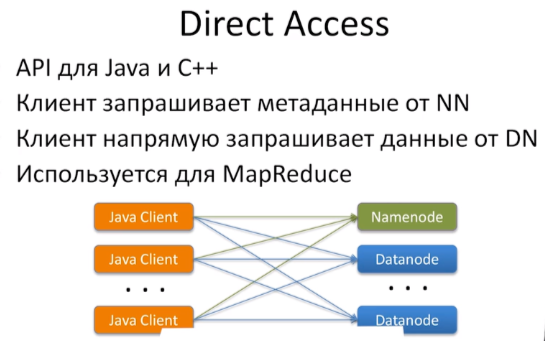 Direct Access
API для Java и C++
Клиент запрашивает метаданные от NN
Клиент напрямую запрашивает данные от DN
Используется для MapReduce
Java Client
Namenode
Java Client
Datanode
. . .
. . .
Java Client
Datanode